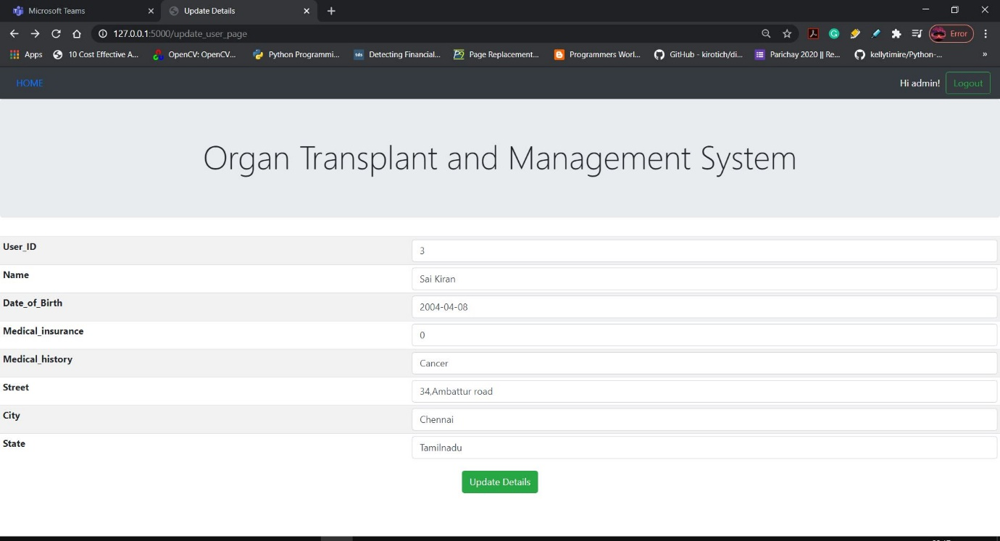 Microsoft Teams
Update Details
127.0.0.1:5000/update_user_page
Error
Apps
10 Cost Effective A...
OpenCV: OpenCV...
Python Programmi...
tds
Detecting Financial...
Page Replacement...
Programmers Worl...
GitHub - kirotich/di...
Parichay 2020 || Re...
kellytimire/Python-...
»
HOME
Hi admin!
Logout
Organ Transplant and Management System
User_ID 3
Name Sai Kiran
Date_of_Birth 2004-04-08
Medical_insurance 0
Medical_history Cancer
Street 34,Ambattur road
City Chennai
State Tamilnadu
Update Details